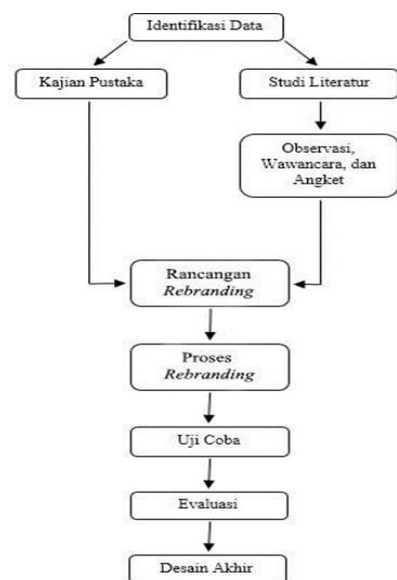 Identifikasi Data
Kajian Pustaka
Studi Literatur
Observasi,
Wawancara, dan
Angket
Rancangan
Rebranding
Proses
Rebranding
Uji Coba
Evaluasi
Desain Akhir